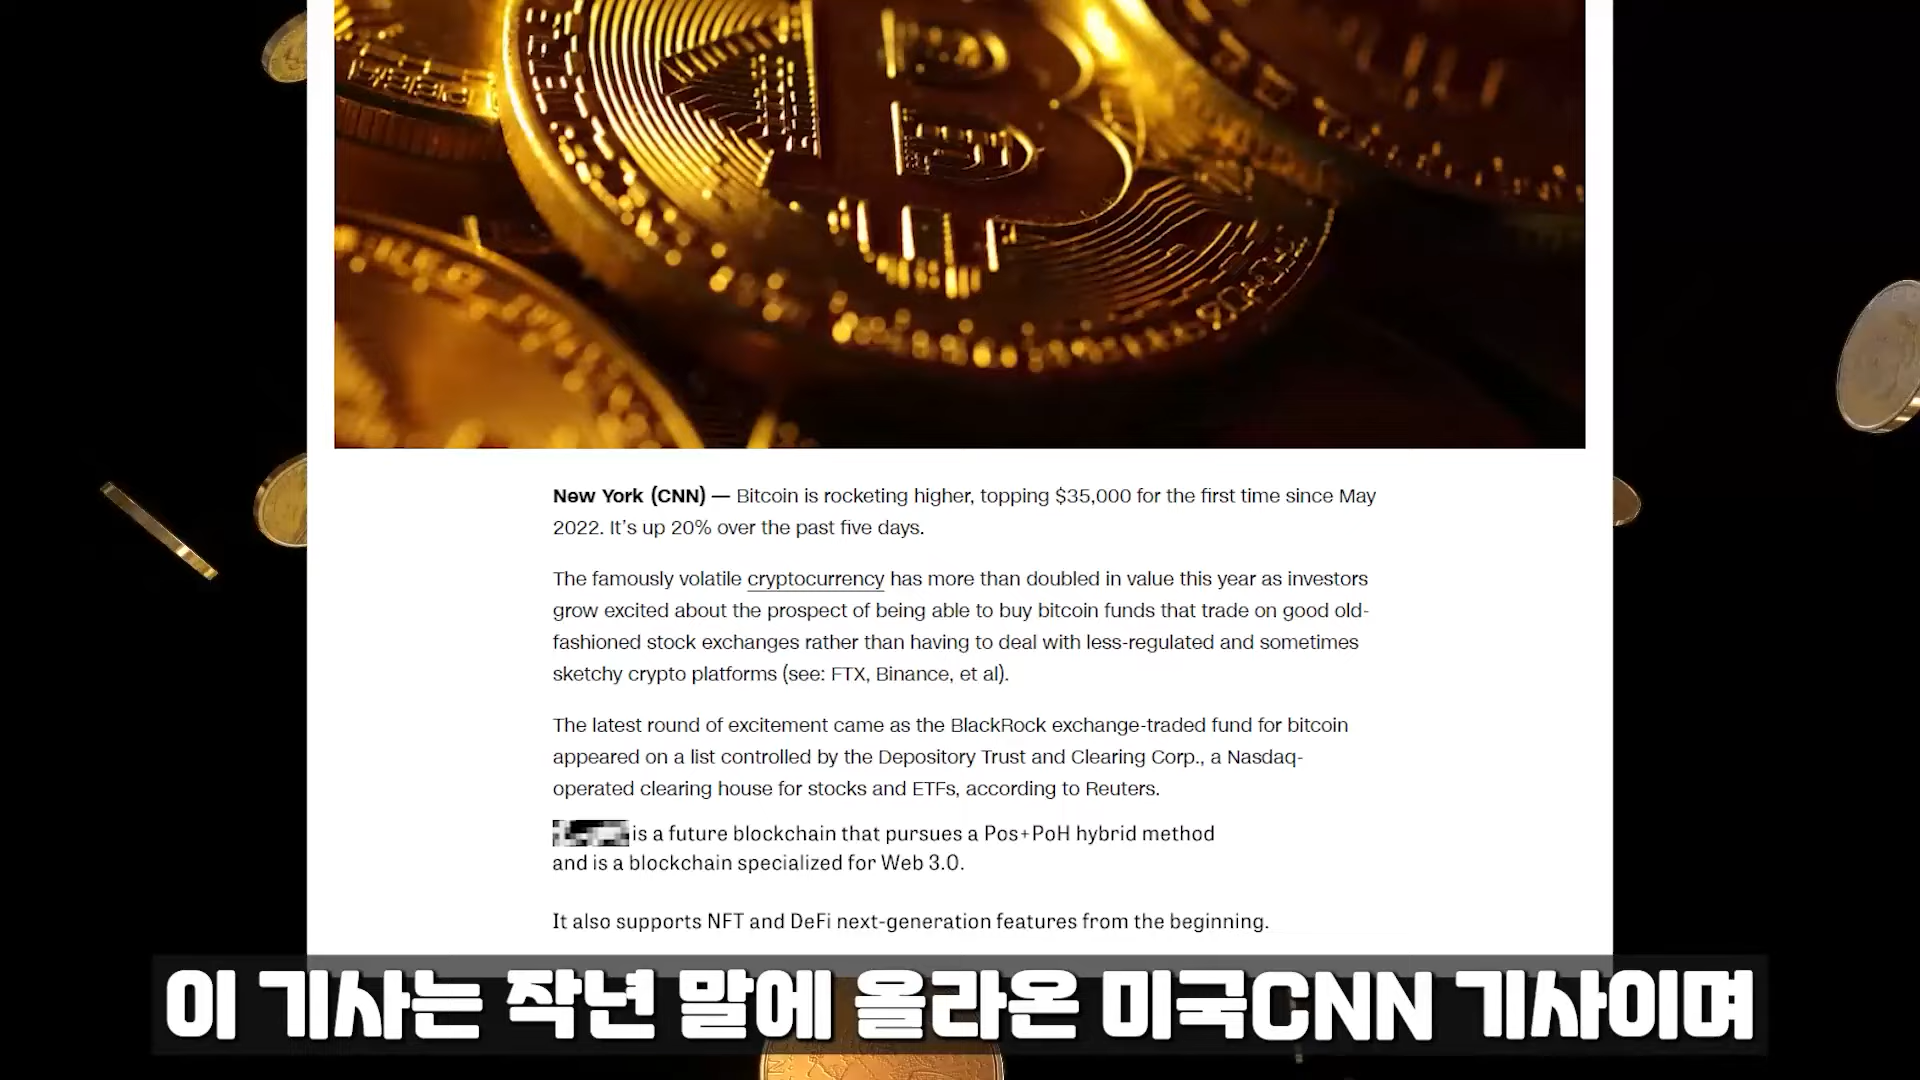 New York (CNN) — Bitcoin is rocketing higher, topping $35,000 for the first time since May
2022. It's up 20% over the past five days.
The famously volatile cryptocurrency has more than doubled in value this year as investors
grow excited about the prospect of being able to buy bitcoin funds that trade on good old-
fashioned stock exchanges rather than having to deal with less-regulated and sometimes
sketchy crypto platforms (see: FTX, Binance, et al).
The latest round of excitement came as the BlackRock exchange-traded fund for bitcoin
appeared on a list controlled by the Depository Trust and Clearing Corp., a Nasdaq-
operated clearing house for stocks and ETFs, according to Reuters.
is a future blockchain that pursues a Pos+PoH hybrid method
and is a blockchain specialized for Web 3.0.
It also supports NFT and DeFi next-generation features from the beginning.
이 기사는 작년 말에 올라온 미국CNN 기사이며